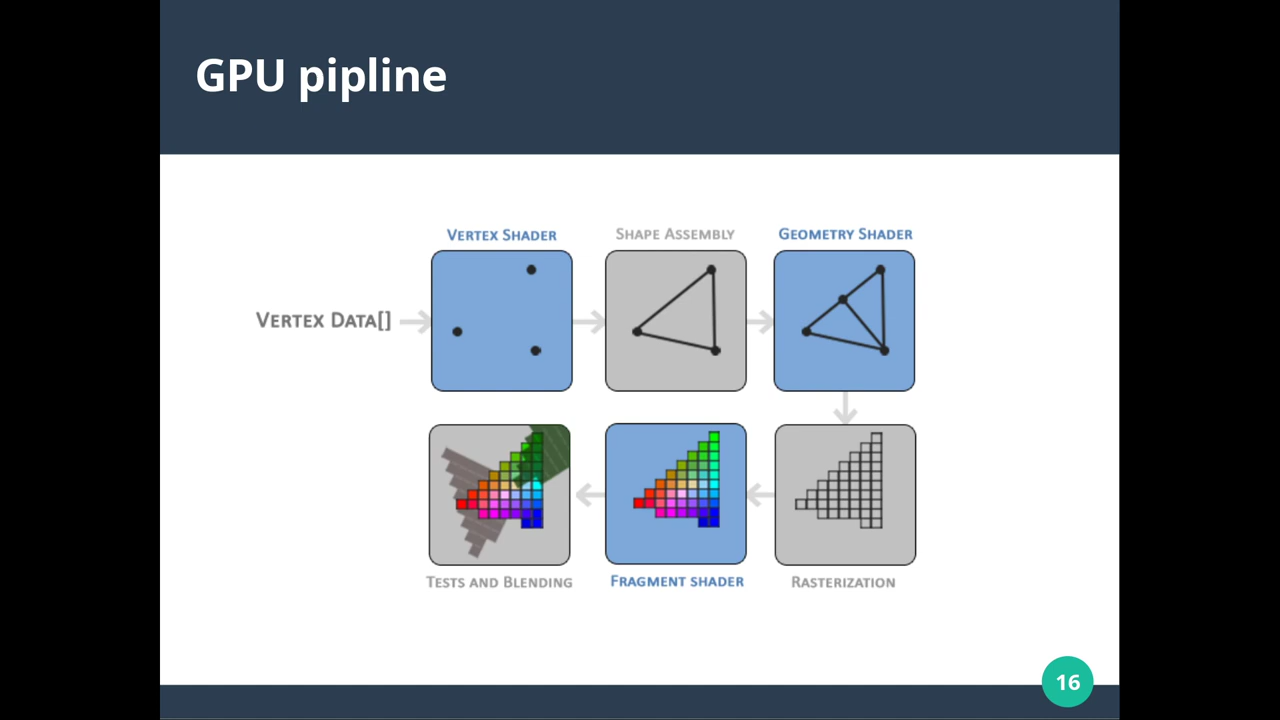 GPU pipline
VERTEX SHADER
SHAPE ASSEMBLY
GEOMETRY SHADER
VERTEX DATA[]
TESTS AND BLENDING
FRAGMENT SHADER
RASTERIZATION
16